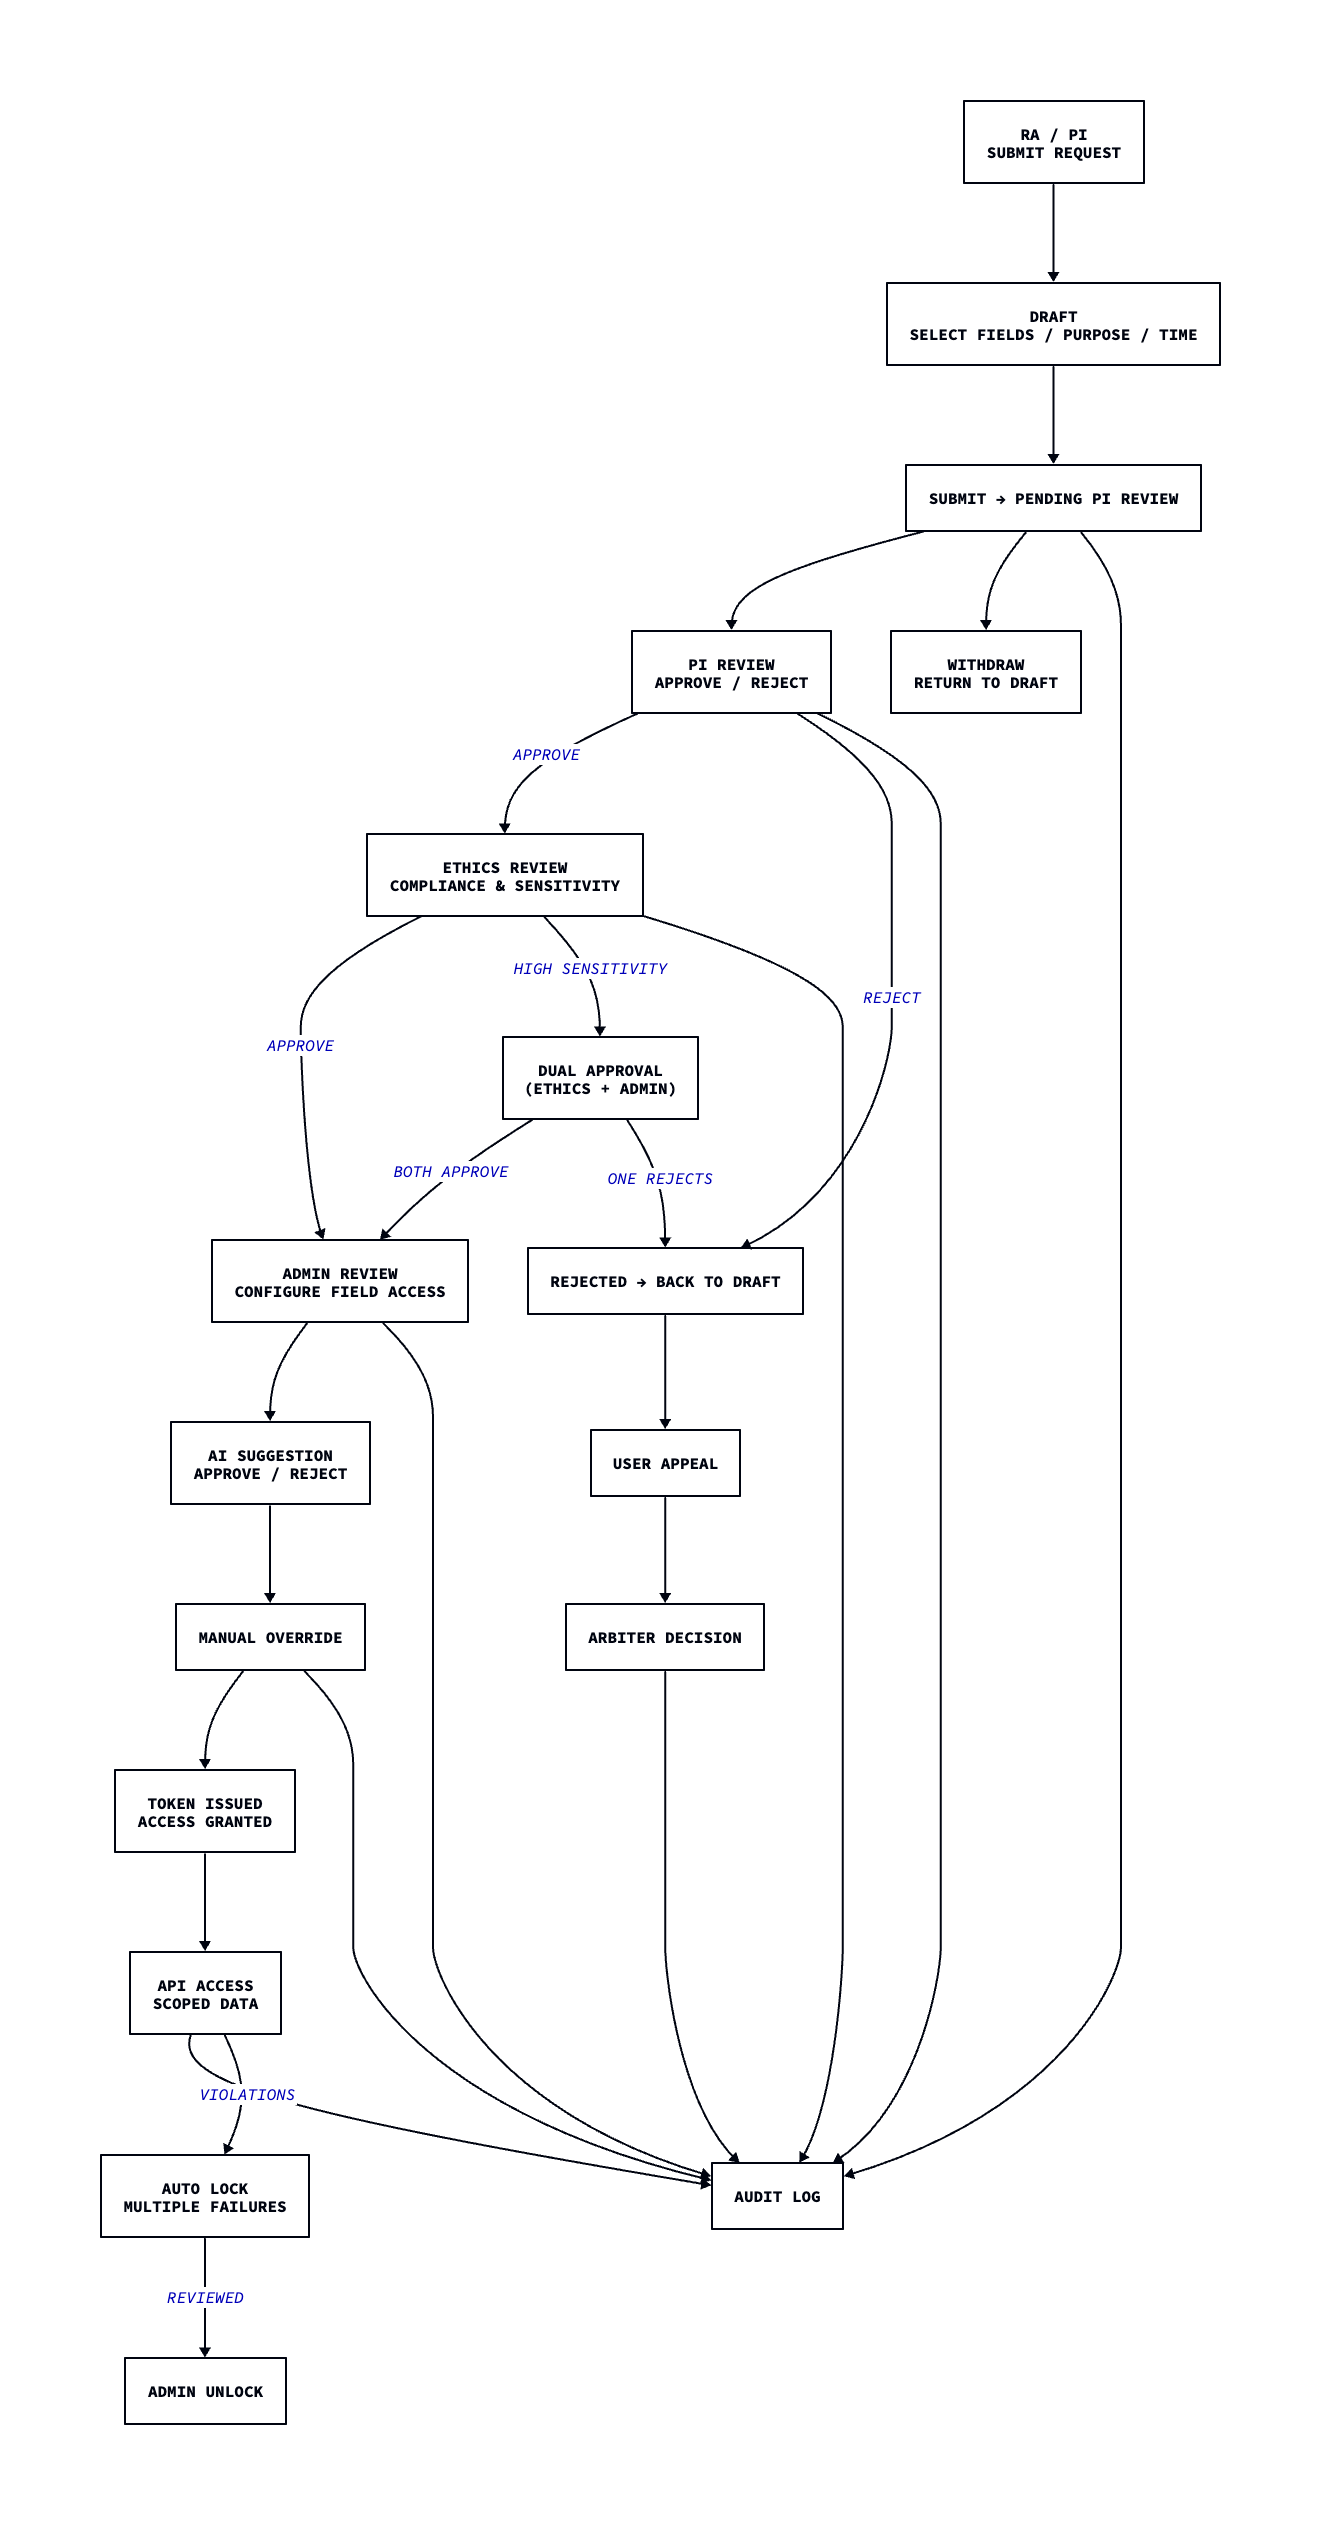 RA / PI
SUBMIT REQUEST
DRAFT
SELECT FIELDS / PURPOSE / TIME
SUBMIT → PENDING PI REVIEW
PI REVIEW
APPROVE / REJECT
WITHDRAW
RETURN TO DRAFT
APPROVE
ETHICS REVIEW
COMPLIANCE & SENSITIVITY
HIGH SENSITIVITY
REJECT
APPROVE
DUAL APPROVAL
(ETHICS + ADMIN)
BOTH APPROVE
ONE REJECTS
ADMIN REVIEW
CONFIGURE FIELD ACCESS
REJECTED → BACK TO DRAFT
AI SUGGESTION
APPROVE / REJECT
USER APPEAL
MANUAL OVERRIDE
ARBITER DECISION
TOKEN ISSUED
ACCESS GRANTED
API ACCESS
SCOPED DATA
VIOLATIONS
AUTO LOCK
MULTIPLE FAILURES
AUDIT LOG
REVIEWED
ADMIN UNLOCK